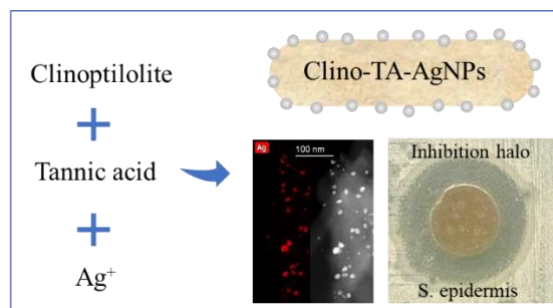 Clinoptilolite
+
Tannic acid
+
Ag⁺
Clino-TA-AgNPs
Ag
100 nm
Inhibition halo
S. epidermis